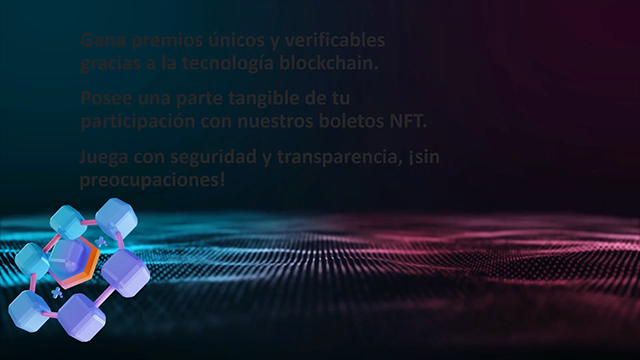 Gana premios únicos y verificables
gracias a la tecnología blockchain.
Posee una parte tangible de tu
participación con nuestros boletos NFT.
Juega con seguridad y transparencia, ¡sin
preocupaciones!